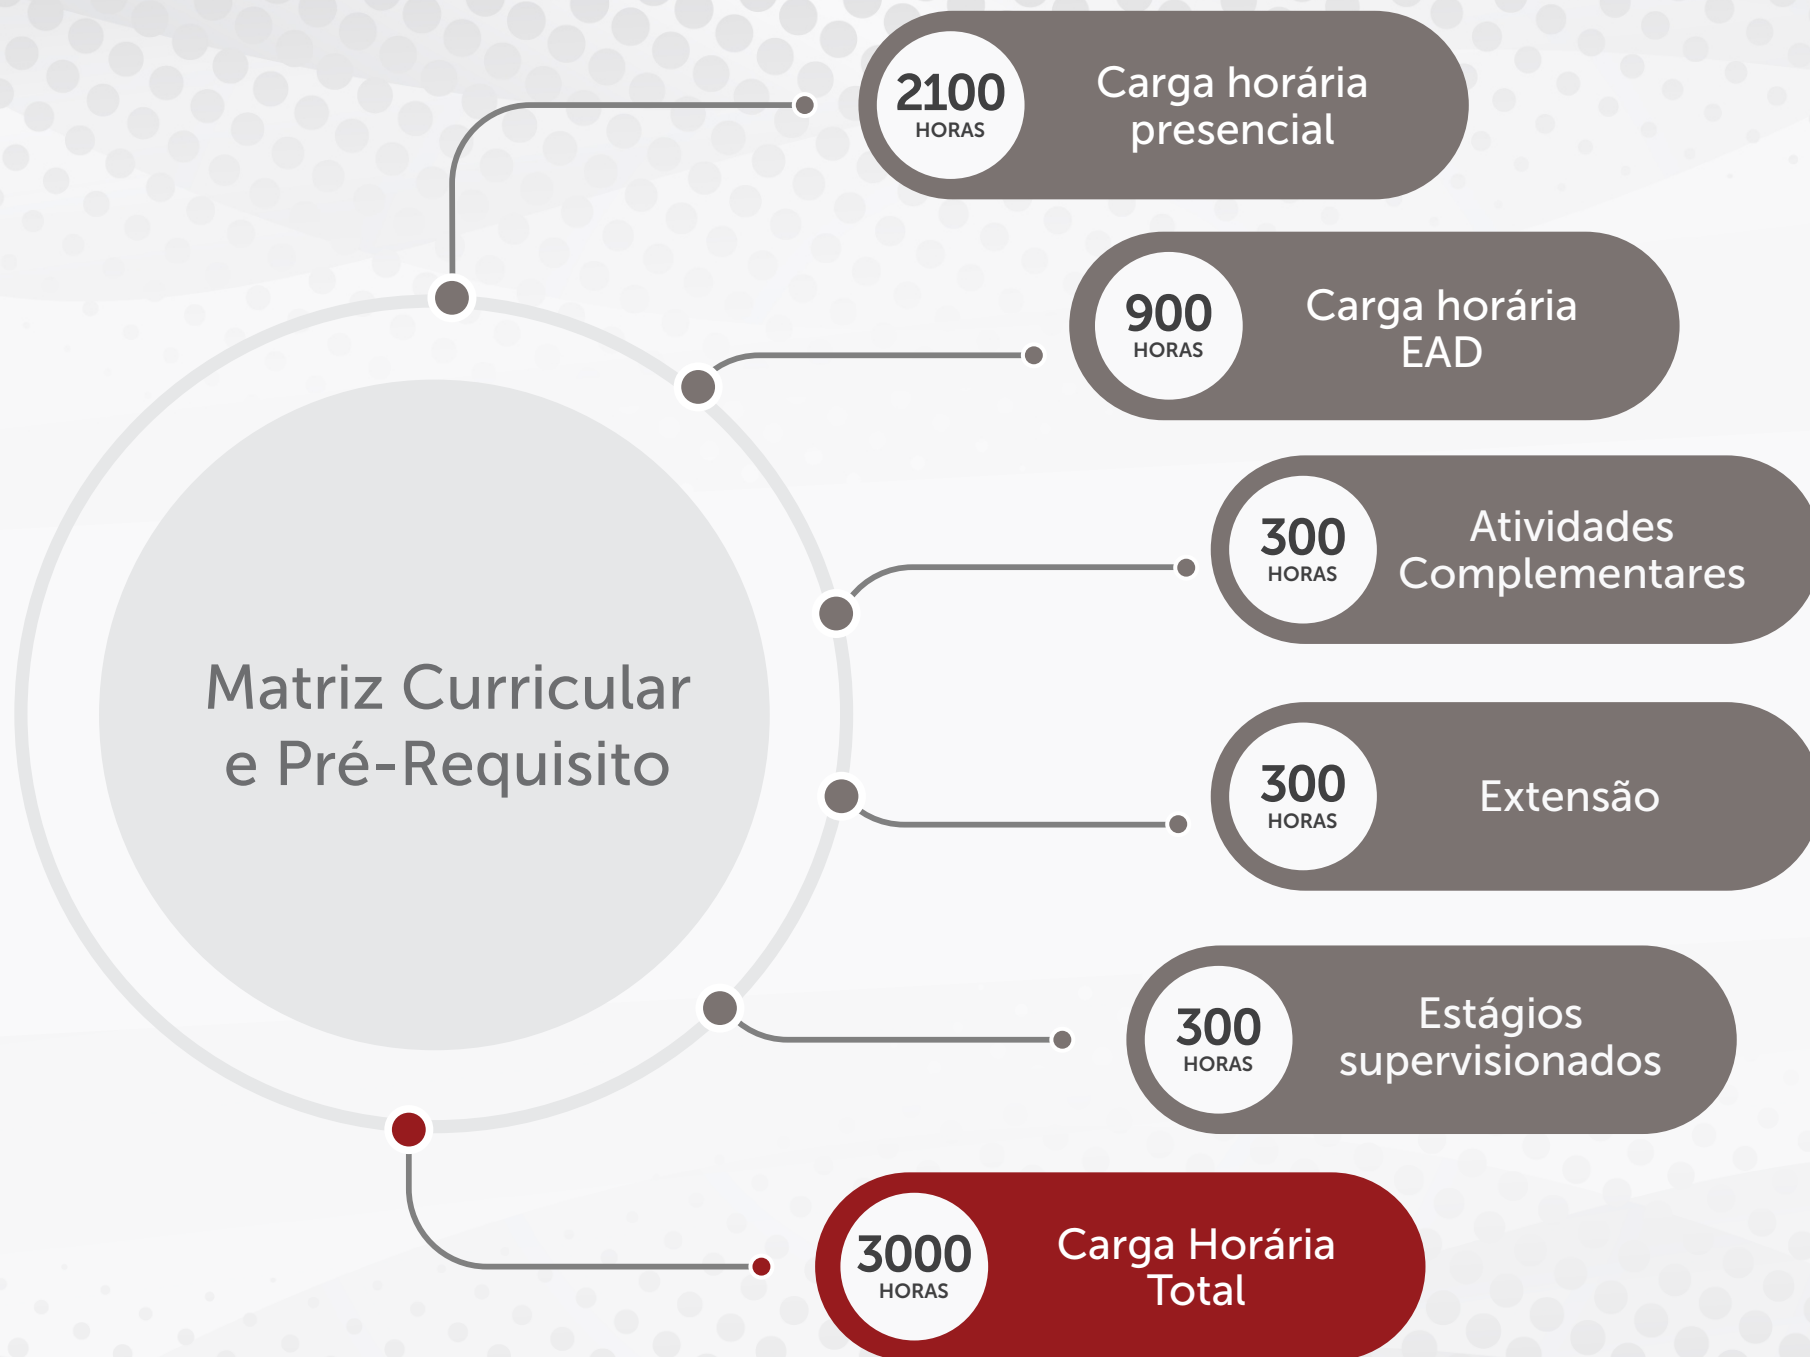 2100
HORAS
Carga horária
presencial
900
HORAS
Carga horária
EAD
300
HORAS
Atividades
Complementares
Matriz Curricular
e Pré-Requisito
300
HORAS
Extensão
300
HORAS
Estágios
supervisionados
3000
HORAS
Carga Horária
Total